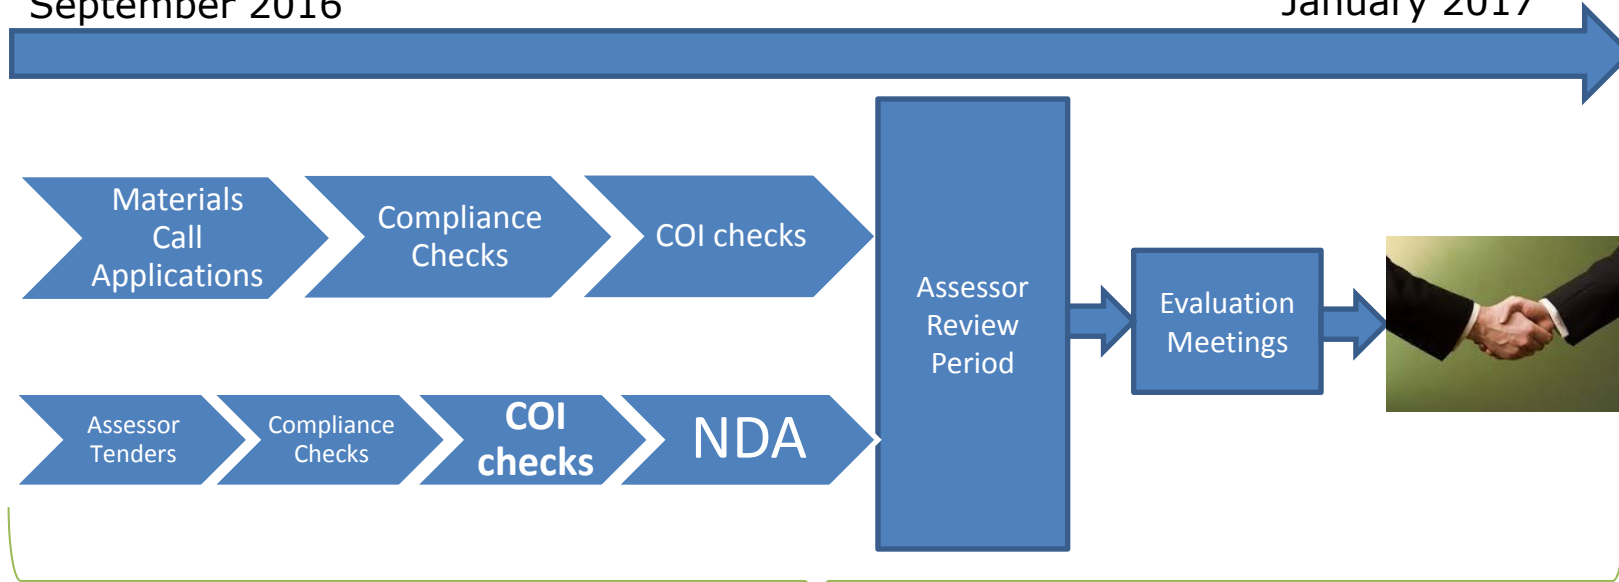 September 2016
January 2017
Materials
Call
Applications
Compliance
Checks
COI checks
Assessor
Tenders
Compliance
Checks
COI
checks
NDA
Assessor
Review
Period
Evaluation
Meetings